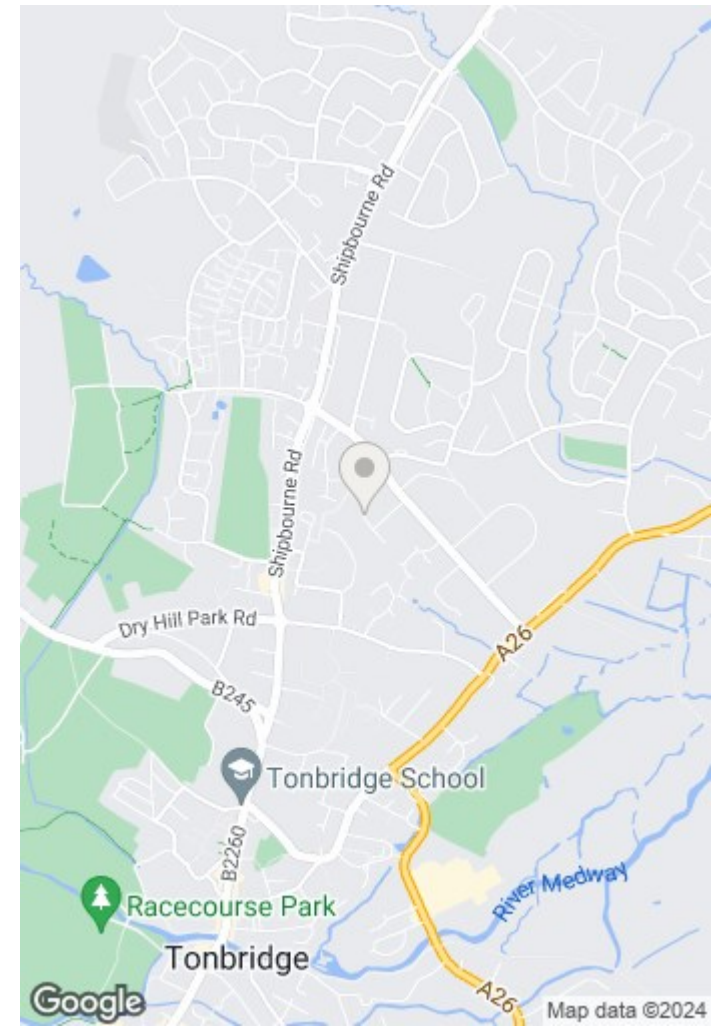 Shipbourne Rd
Shipbourne Rd
Dry Hill Park Rd
A26
B245
Tonbridge School
B2260
River Medway
Racecourse Park
Tonbridge
A26
Google
Map data ©2024